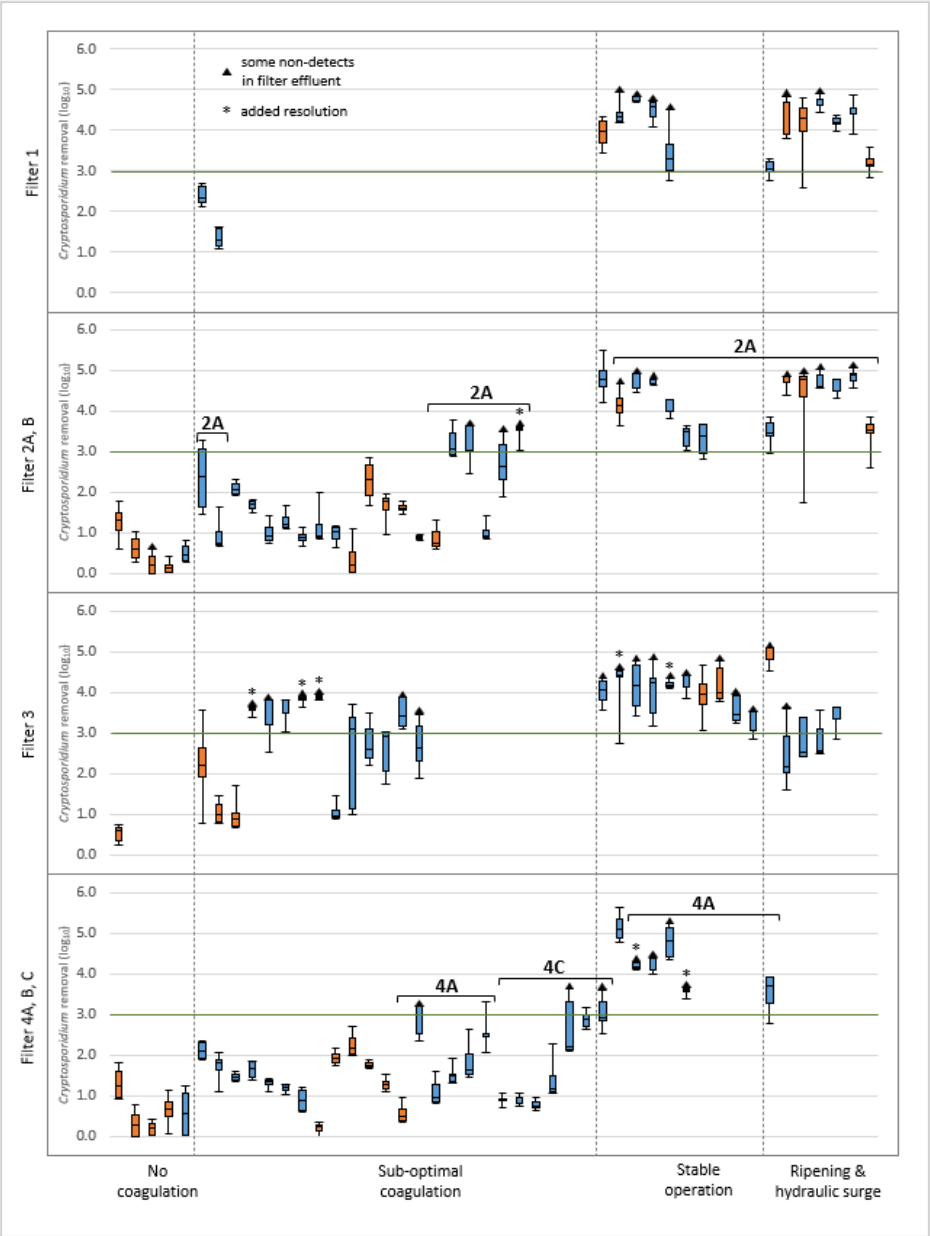 6.0
5.0
4.0
3.0
2.0
1.0
0.0
Filter 1
Cryptosporidium removal (log₁₀)
▲ some non-detects
in filter effluent
* added resolution
6.0
5.0
4.0
3.0
2.0
1.0
0.0
Filter 2A, B
Cryptosporidium removal (log₁₀)
2A
2A
*
2A
6.0
5.0
4.0
3.0
2.0
1.0
0.0
Filter 3
Cryptosporidium removal (log₁₀)
*
*
*
*
*
6.0
5.0
4.0
3.0
2.0
1.0
0.0
Filter 4A, B, C
Cryptosporidium removal (log₁₀)
4A
4C
4A
*
*
No
coagulation
Sub-optimal
coagulation
Stable
operation
Ripening &
hydraulic surge